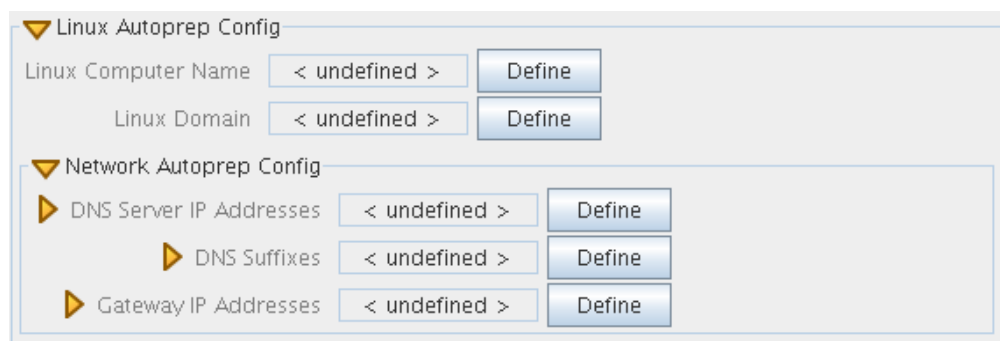 Linux Autoprep Config
Linux Computer Name < undefined > Define
Linux Domain < undefined > Define
Network Autoprep Config
DNS Server IP Addresses < undefined > Define
DNS Suffixes < undefined > Define
Gateway IP Addresses < undefined > Define